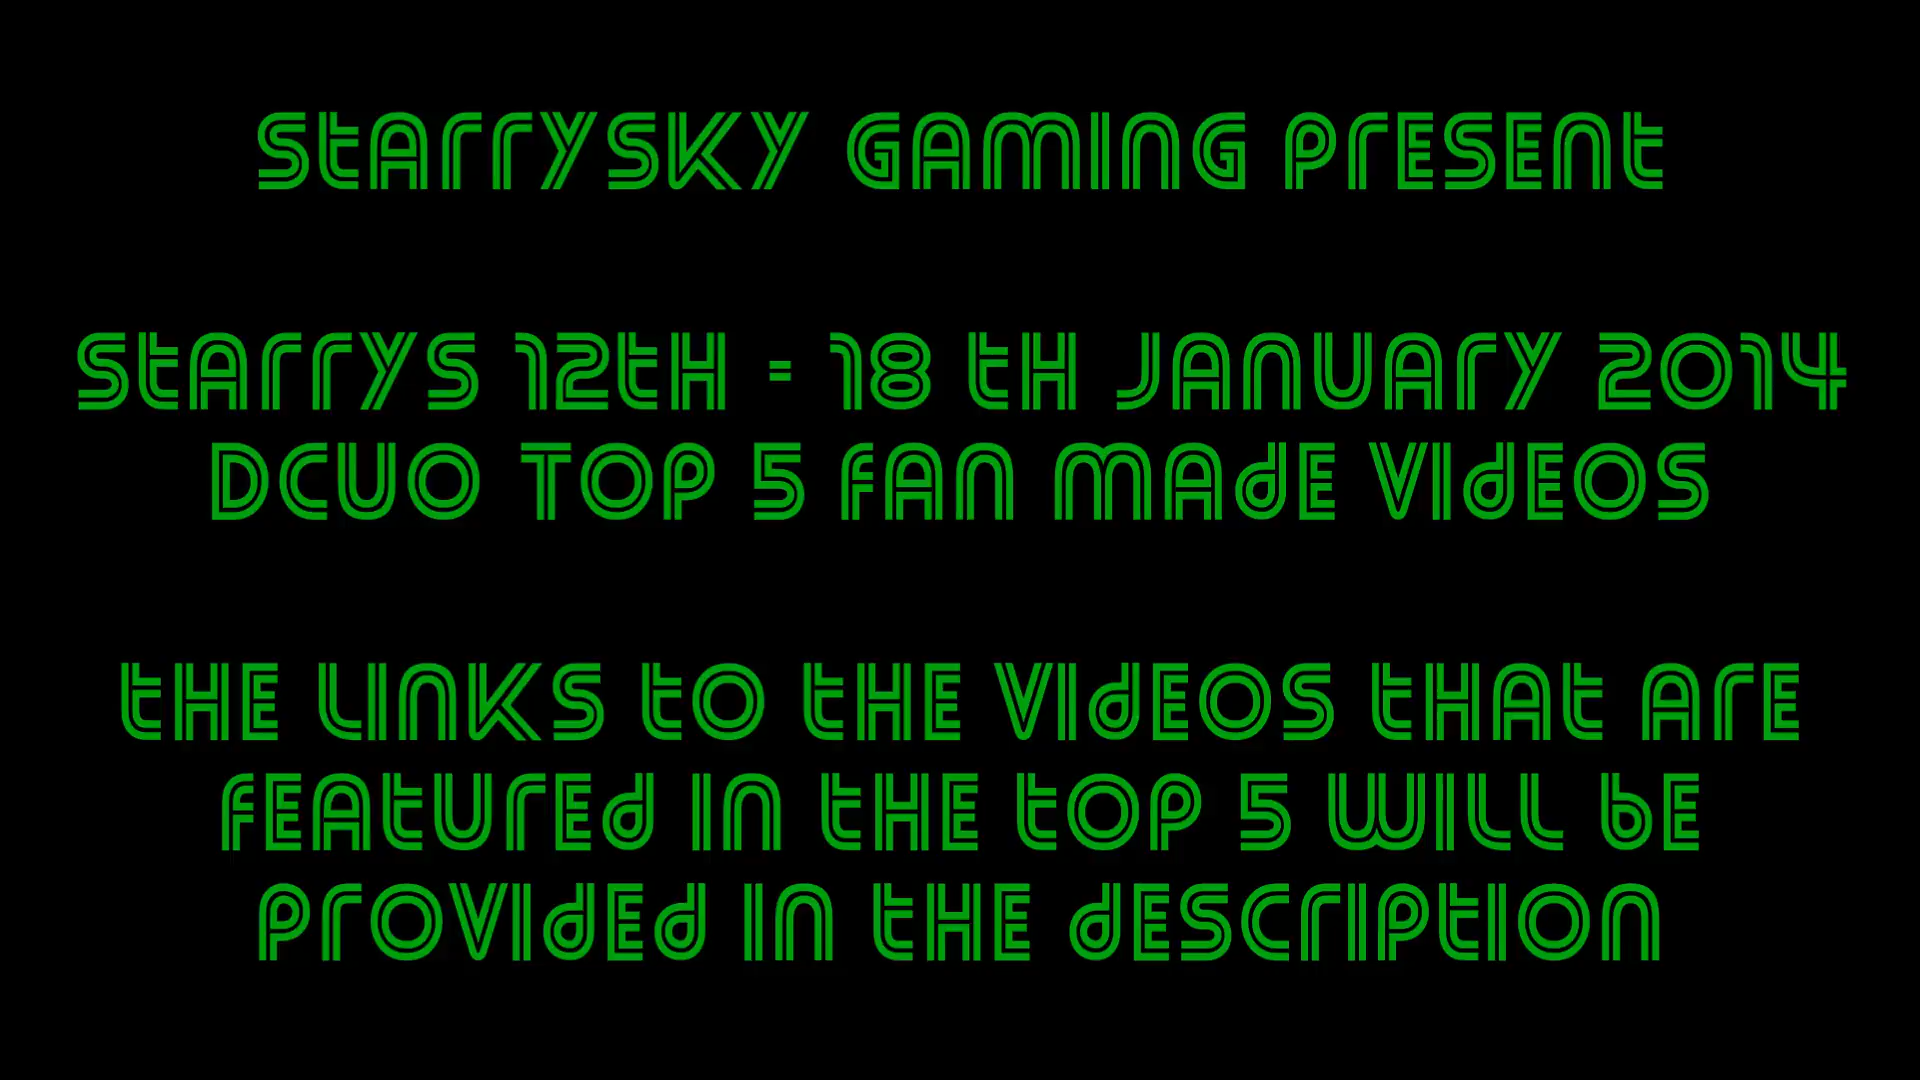 StarrySky Gaming Present
Starrys 12th - 18 th January 2014
DCUO Top 5 Fan Made Videos
The Links to the Videos that are
featured in the top 5 will be
provided in the description